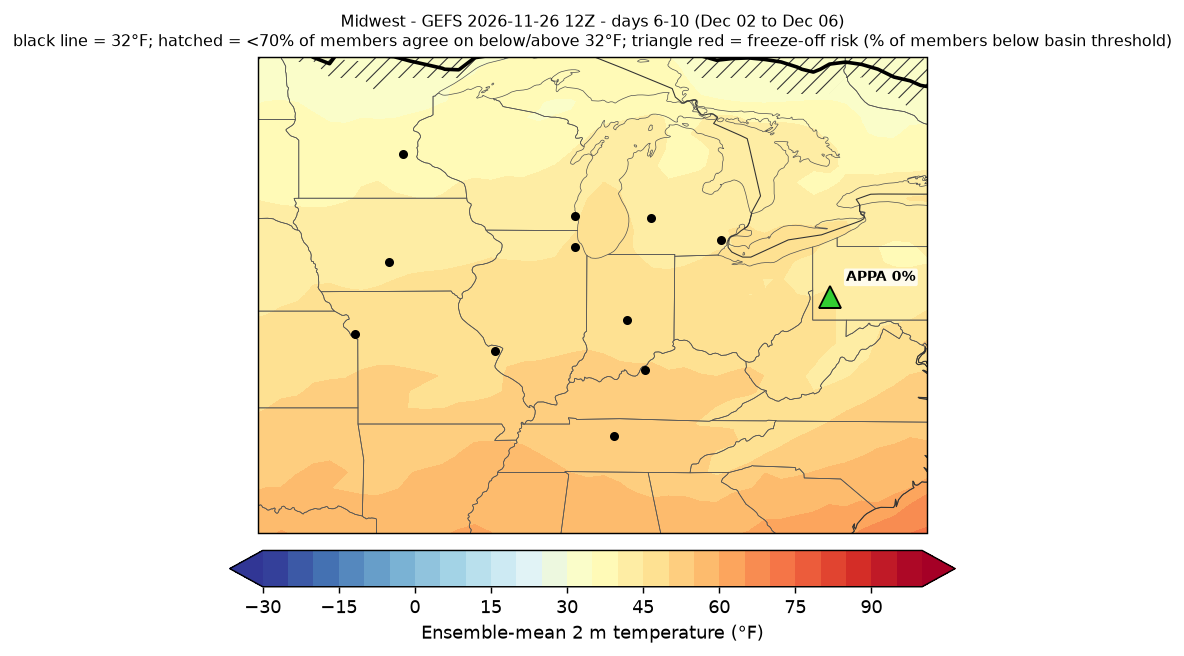 Midwest - GEFS 2026-11-26 12Z - days 6-10 (Dec 02 to Dec 06)
black line = 32°F; hatched = <70% of members agree on below/above 32°F; triangle red = freeze-off risk (% of members below basin threshold)
APPA 0%
−30 −15 0 15 30 45 60 75 90
Ensemble-mean 2 m temperature (°F)